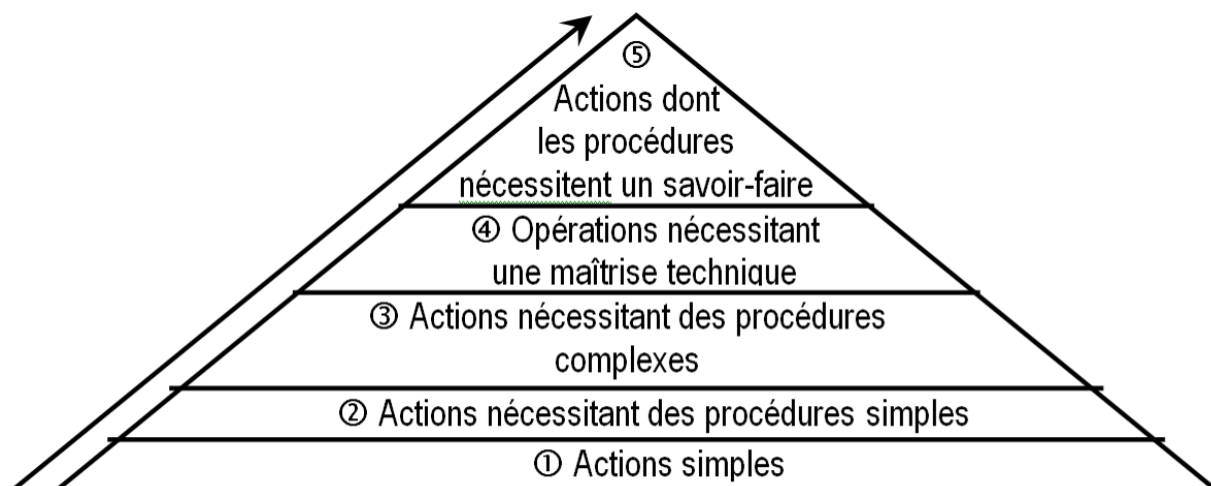 ⑤
Actions dont
les procédures
nécessitent un savoir-faire
④ Opérations nécessitant
une maîtrise technique
③ Actions nécessitant des procédures
complexes
② Actions nécessitant des procédures simples
① Actions simples